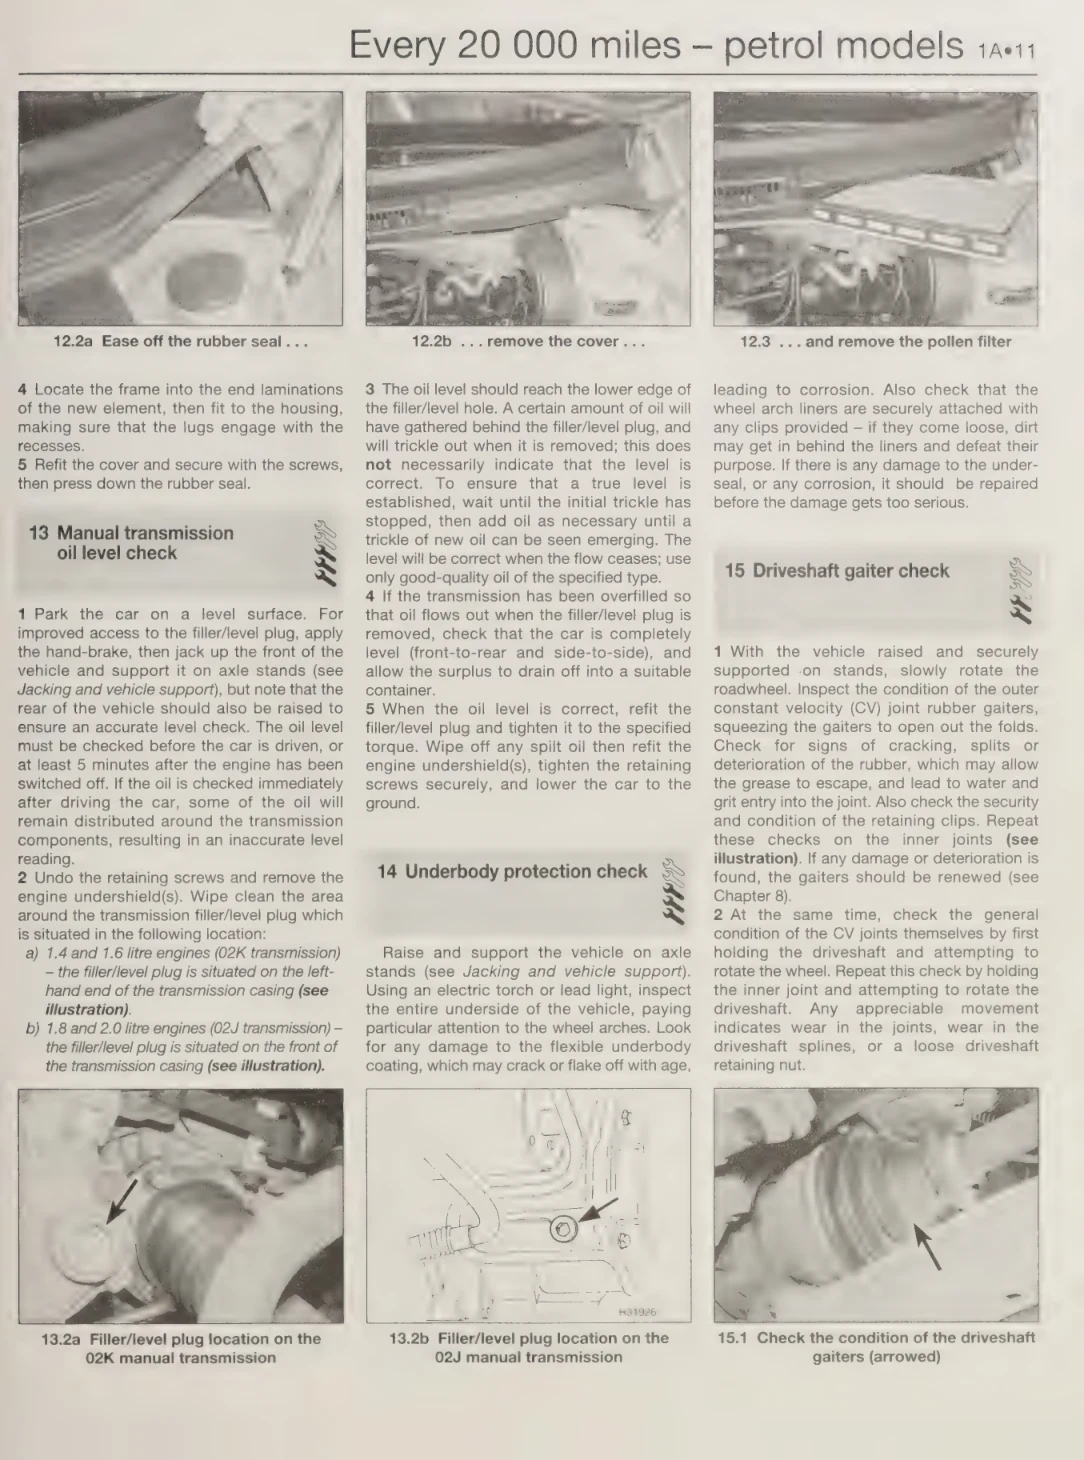 Every 20 000 miles – petrol models 1A•11
12.2a Ease off the rubber seal . . .
12.2b . . . remove the cover . . .
12.3 . . . and remove the pollen filter
4 Locate the frame into the end laminations
of the new element, then fit to the housing,
making sure that the lugs engage with the
recesses.
5 Refit the cover and secure with the screws,
then press down the rubber seal.
13 Manual transmission
oil level check
1 Park the car on a level surface. For
improved access to the filler/level plug, apply
the hand-brake, then jack up the front of the
vehicle and support it on axle stands (see
Jacking and vehicle support), but note that the
rear of the vehicle should also be raised to
ensure an accurate level check. The oil level
must be checked before the car is driven, or
at least 5 minutes after the engine has been
switched off. If the oil is checked immediately
after driving the car, some of the oil will
remain distributed around the transmission
components, resulting in an inaccurate level
reading.
2 Undo the retaining screws and remove the
engine undershield(s). Wipe clean the area
around the transmission filler/level plug which
is situated in the following location:
a) 1.4 and 1.6 litre engines (02K transmission)
– the filler/level plug is situated on the left-
hand end of the transmission casing (see
illustration).
b) 1.8 and 2.0 litre engines (02J transmission) –
the filler/level plug is situated on the front of
the transmission casing (see illustration).
3 The oil level should reach the lower edge of
the filler/level hole. A certain amount of oil will
have gathered behind the filler/level plug, and
will trickle out when it is removed; this does
not necessarily indicate that the level is
correct. To ensure that a true level is
established, wait until the initial trickle has
stopped, then add oil as necessary until a
trickle of new oil can be seen emerging. The
level will be correct when the flow ceases; use
only good-quality oil of the specified type.
4 If the transmission has been overfilled so
that oil flows out when the filler/level plug is
removed, check that the car is completely
level (front-to-rear and side-to-side), and
allow the surplus to drain off into a suitable
container.
5 When the oil level is correct, refit the
filler/level plug and tighten it to the specified
torque. Wipe off any spilt oil then refit the
engine undershield(s), tighten the retaining
screws securely, and lower the car to the
ground.
14 Underbody protection check
Raise and support the vehicle on axle
stands (see Jacking and vehicle support).
Using an electric torch or lead light, inspect
the entire underside of the vehicle, paying
particular attention to the wheel arches. Look
for any damage to the flexible underbody
coating, which may crack or flake off with age,
leading to corrosion. Also check that the
wheel arch liners are securely attached with
any clips provided – if they come loose, dirt
may get in behind the liners and defeat their
purpose. If there is any damage to the under-
seal, or any corrosion, it should be repaired
before the damage gets too serious.
15 Driveshaft gaiter check
1 With the vehicle raised and securely
supported on stands, slowly rotate the
roadwheel. Inspect the condition of the outer
constant velocity (CV) joint rubber gaiters,
squeezing the gaiters to open out the folds.
Check for signs of cracking, splits or
deterioration of the rubber, which may allow
the grease to escape, and lead to water and
grit entry into the joint. Also check the security
and condition of the retaining clips. Repeat
these checks on the inner joints (see
illustration). If any damage or deterioration is
found, the gaiters should be renewed (see
Chapter 8).
2 At the same time, check the general
condition of the CV joints themselves by first
holding the driveshaft and attempting to
rotate the wheel. Repeat this check by holding
the inner joint and attempting to rotate the
driveshaft. Any appreciable movement
indicates wear in the joints, wear in the
driveshaft splines, or a loose driveshaft
retaining nut.
H31926
13.2a Filler/level plug location on the
02K manual transmission
13.2b Filler/level plug location on the
02J manual transmission
15.1 Check the condition of the driveshaft
gaiters (arrowed)